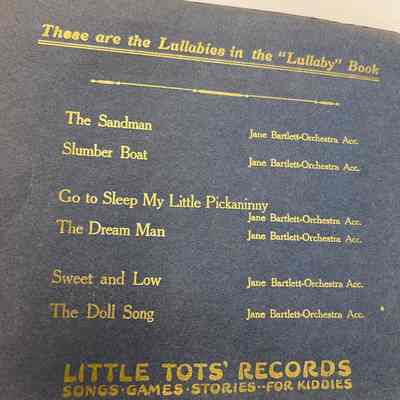 These are the Lullabies in the "Lullaby" Book
The Sandman Jane Bartlett-Orchestra Acc.
Slumber Boat Jane Bartlett-Orchestra Acc.
Go to Sleep My Little Pickaninny
Jane Bartlett-Orchestra Acc.
The Dream Man Jane Bartlett-Orchestra Acc.
Sweet and Low Jane Bartlett-Orchestra Acc.
The Doll Song Jane Bartlett-Orchestra Acc.
LITTLE TOTS' RECORDS
SONGS·GAMES·STORIES··FOR KIDDIES